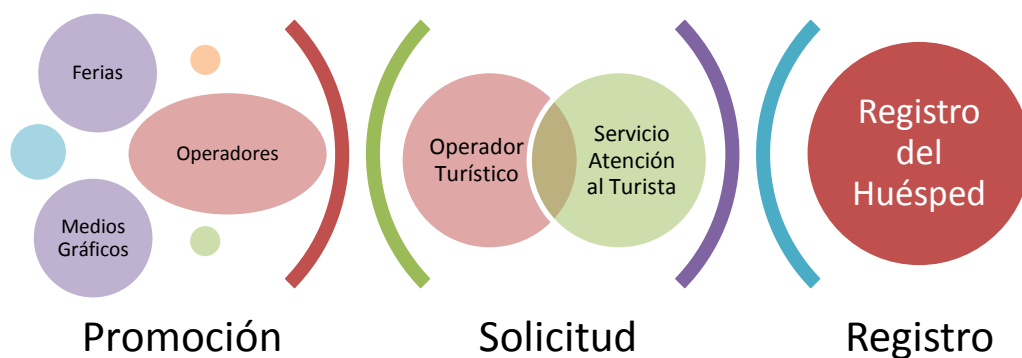 Ferias
Operadores
Medios
Gráficos
Promoción
Operador
Turístico
Servicio
Atención
al Turista
Solicitud
Registro
del
Huésped
Registro